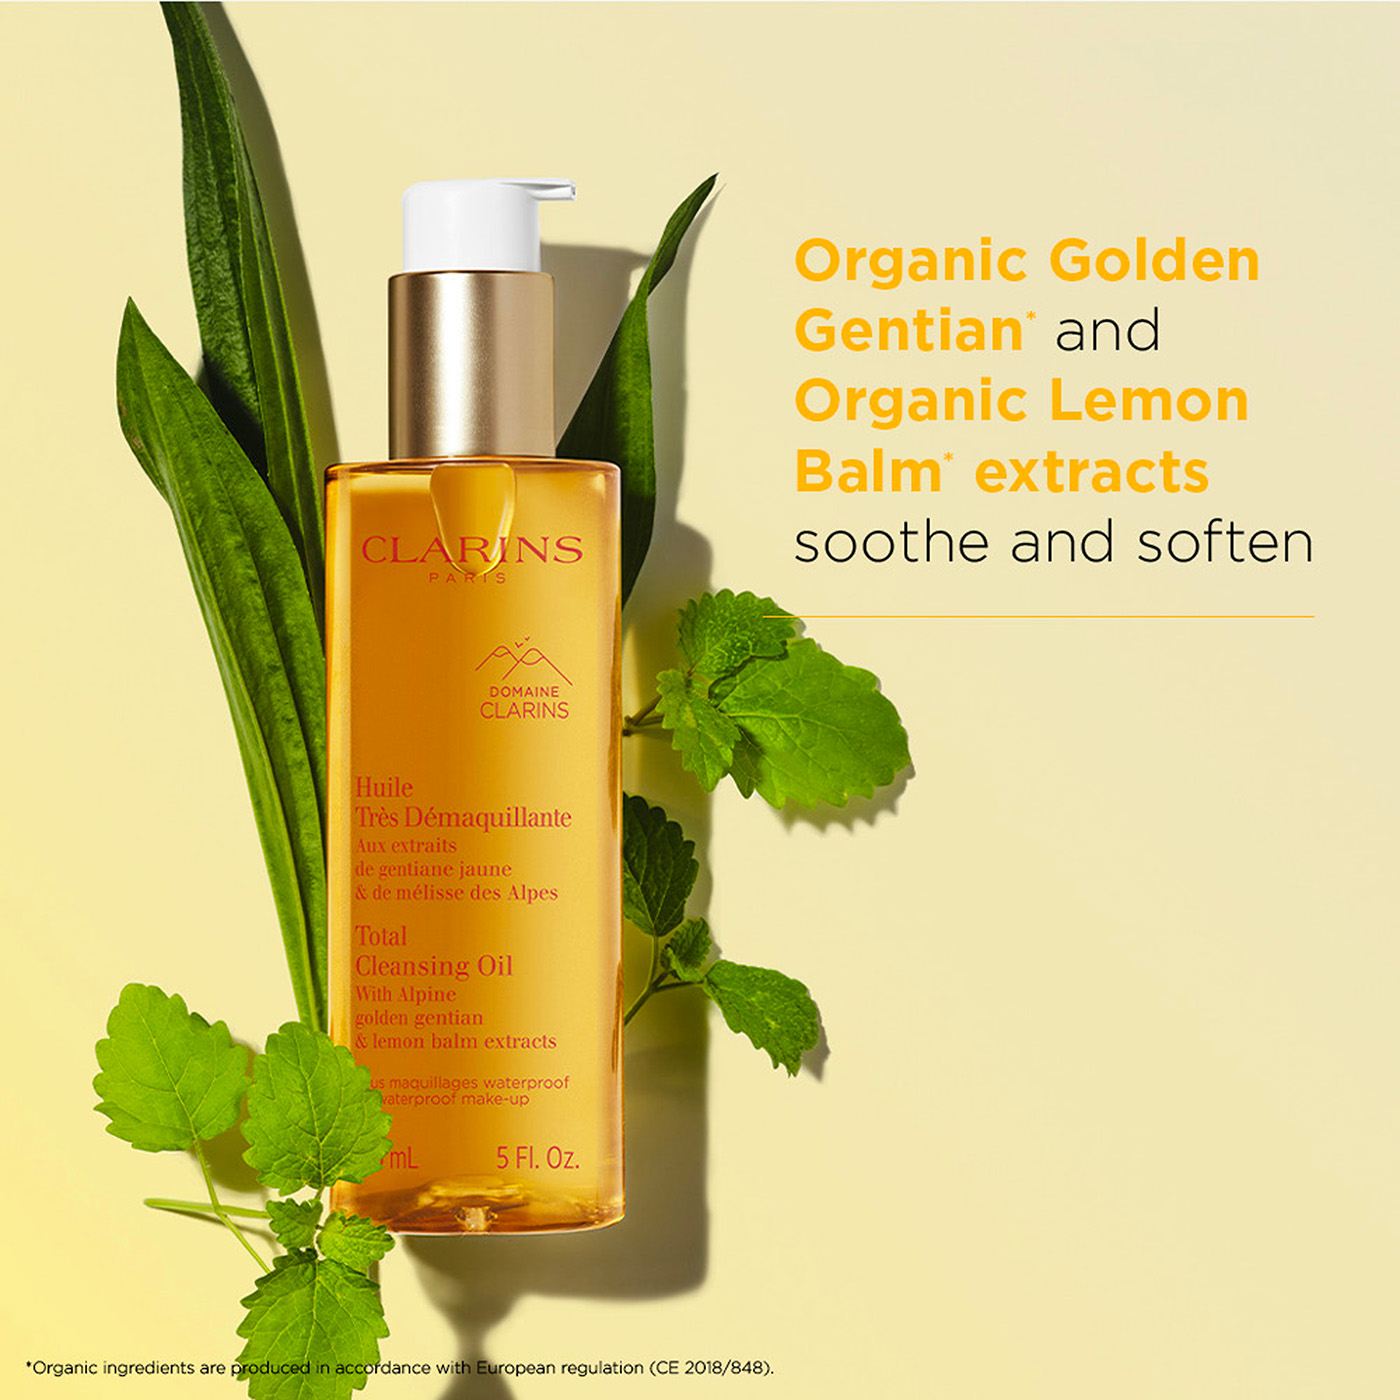 Organic Golden
Gentian* and
Organic Lemon
Balm* extracts
soothe and soften
CLARINS
PARIS
DOMAINE
CLARINS
Huile
Très Démaquillante
Aux extraits
de gentiane jaune
& de mélisse des Alpes
Total
Cleansing Oil
With Alpine
golden gentian
& lemon balm extracts
maquillages waterproof
waterproof make-up
mL 5 Fl. Oz.
*Organic ingredients are produced in accordance with European regulation (CE 2018/848).